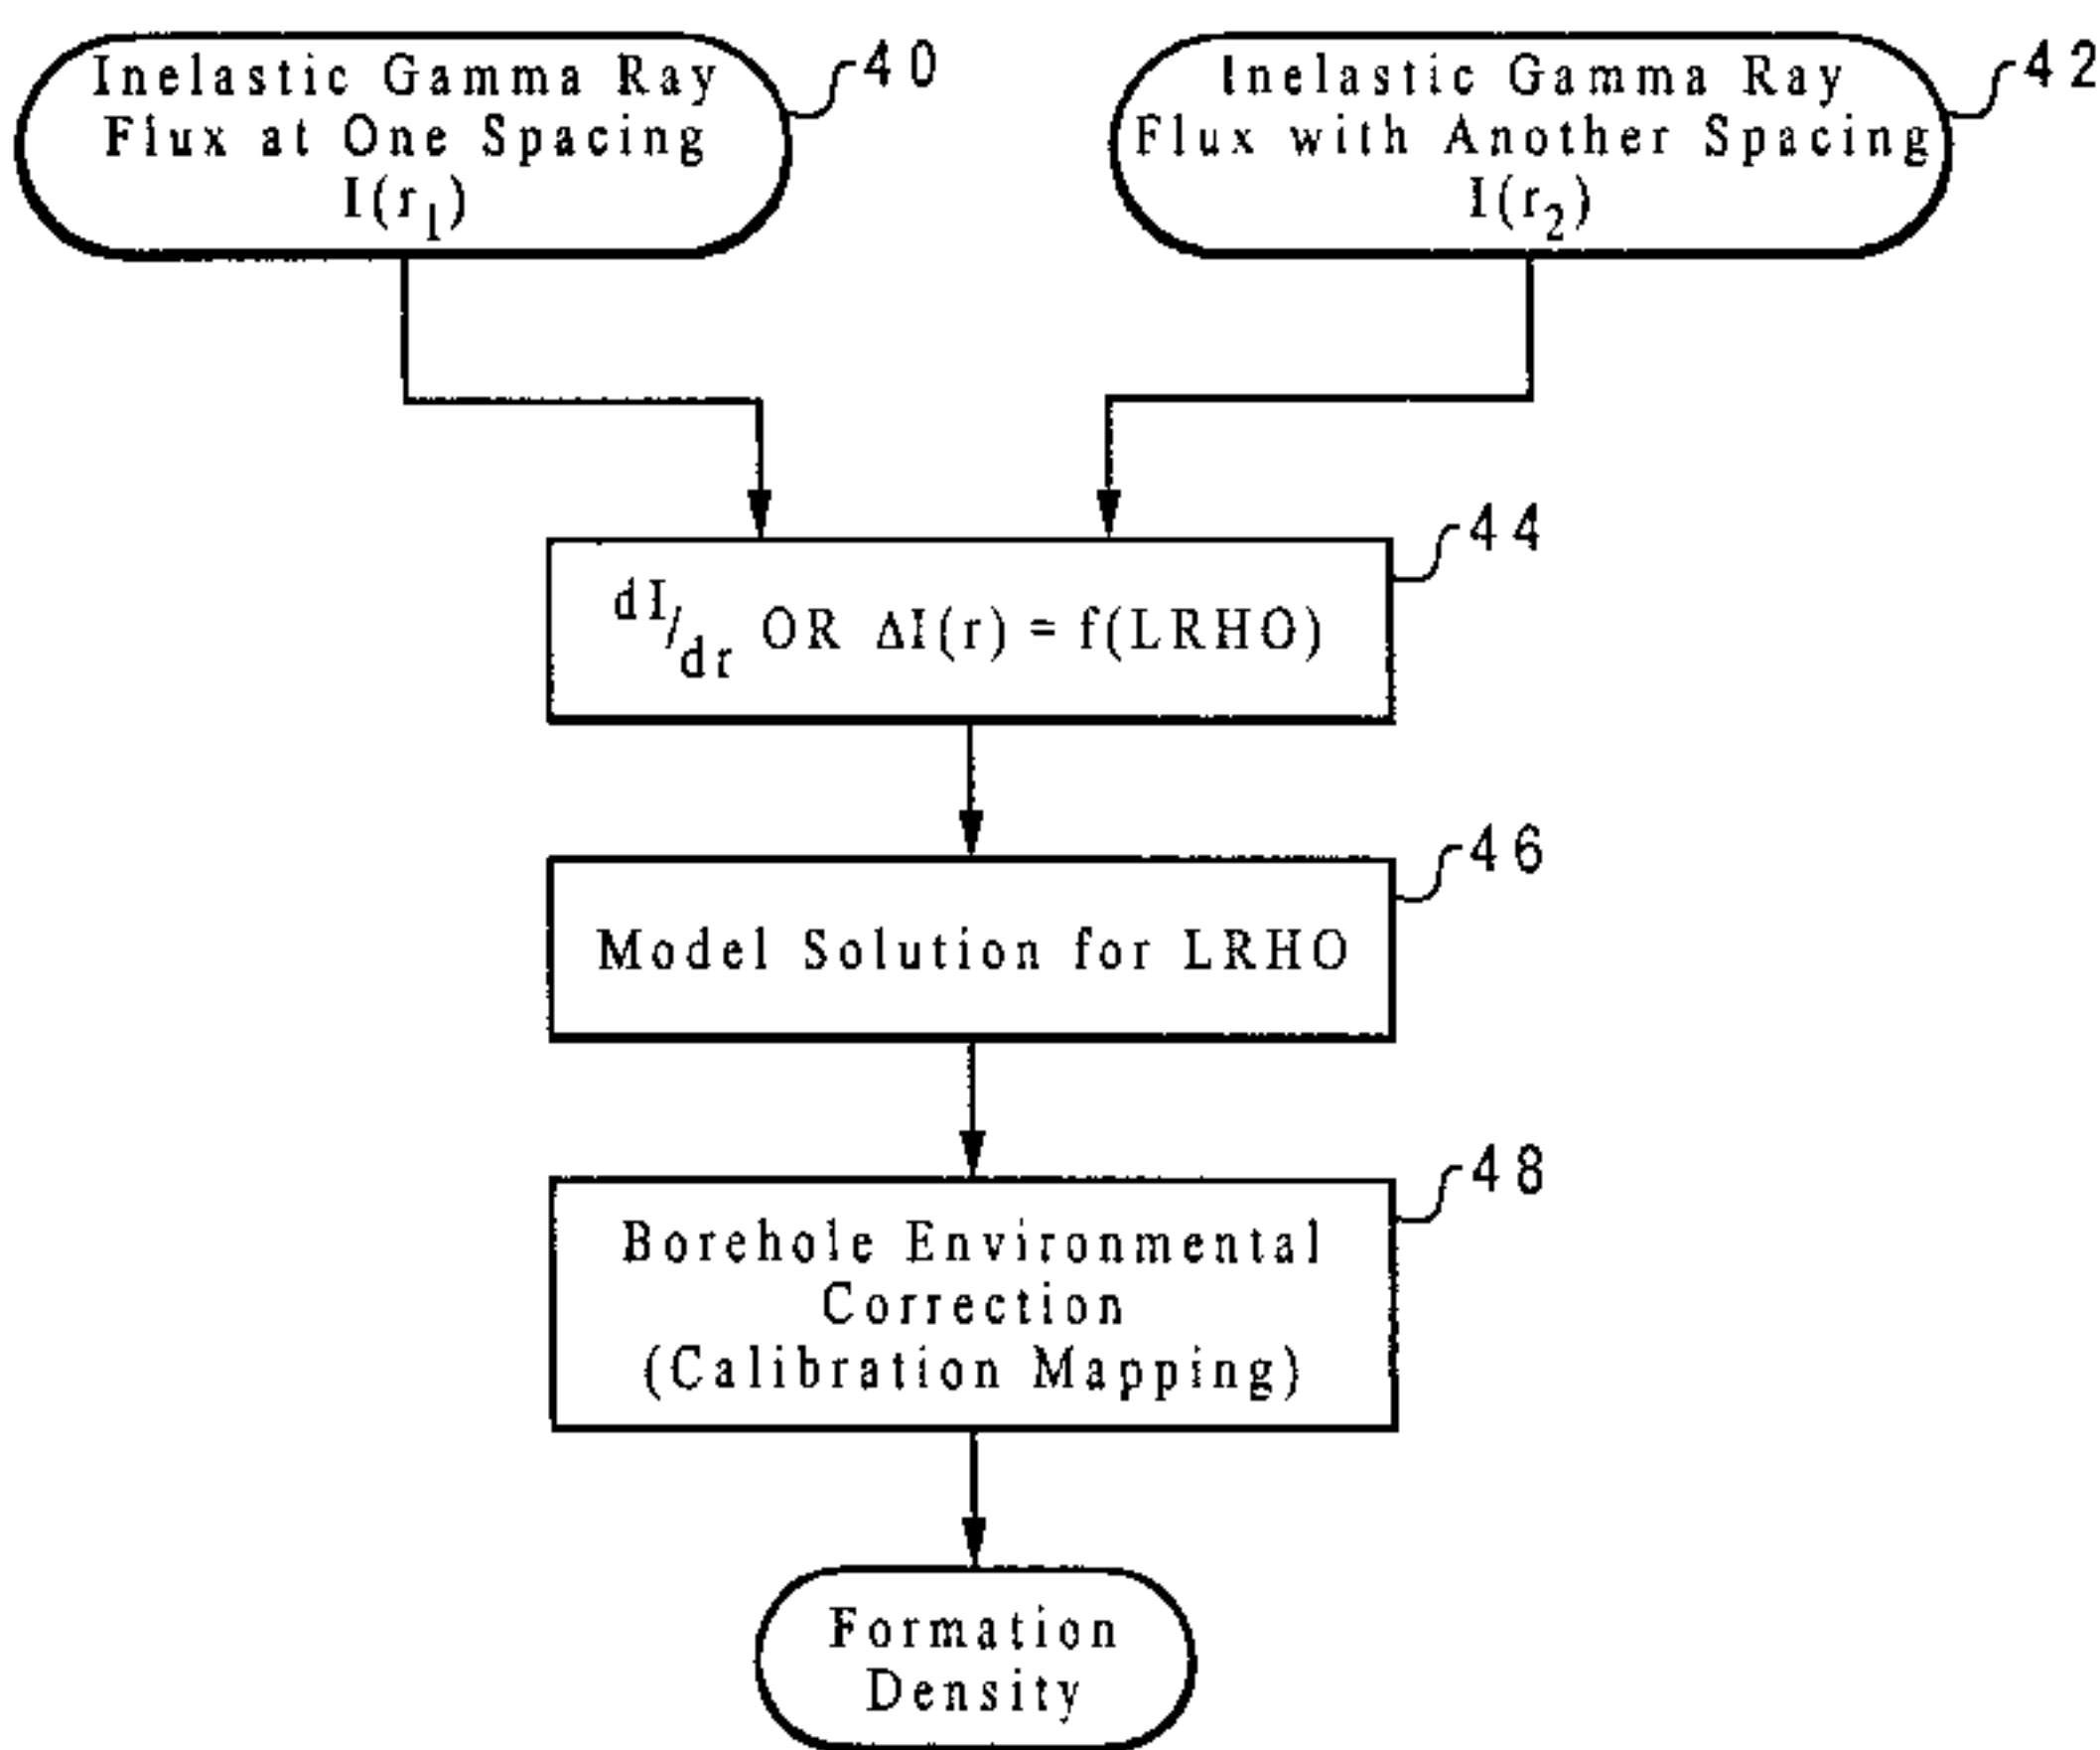 Inelastic Gamma Ray
Flux at One Spacing
I(r₁)
40
Inelastic Gamma Ray
Flux with Another Spacing
I(r₂)
42
dI/dr OR ΔI(r) = f(LRHO)
44
Model Solution for LRHO
46
Borehole Environmental
Correction
(Calibration Mapping)
48
Formation
Density